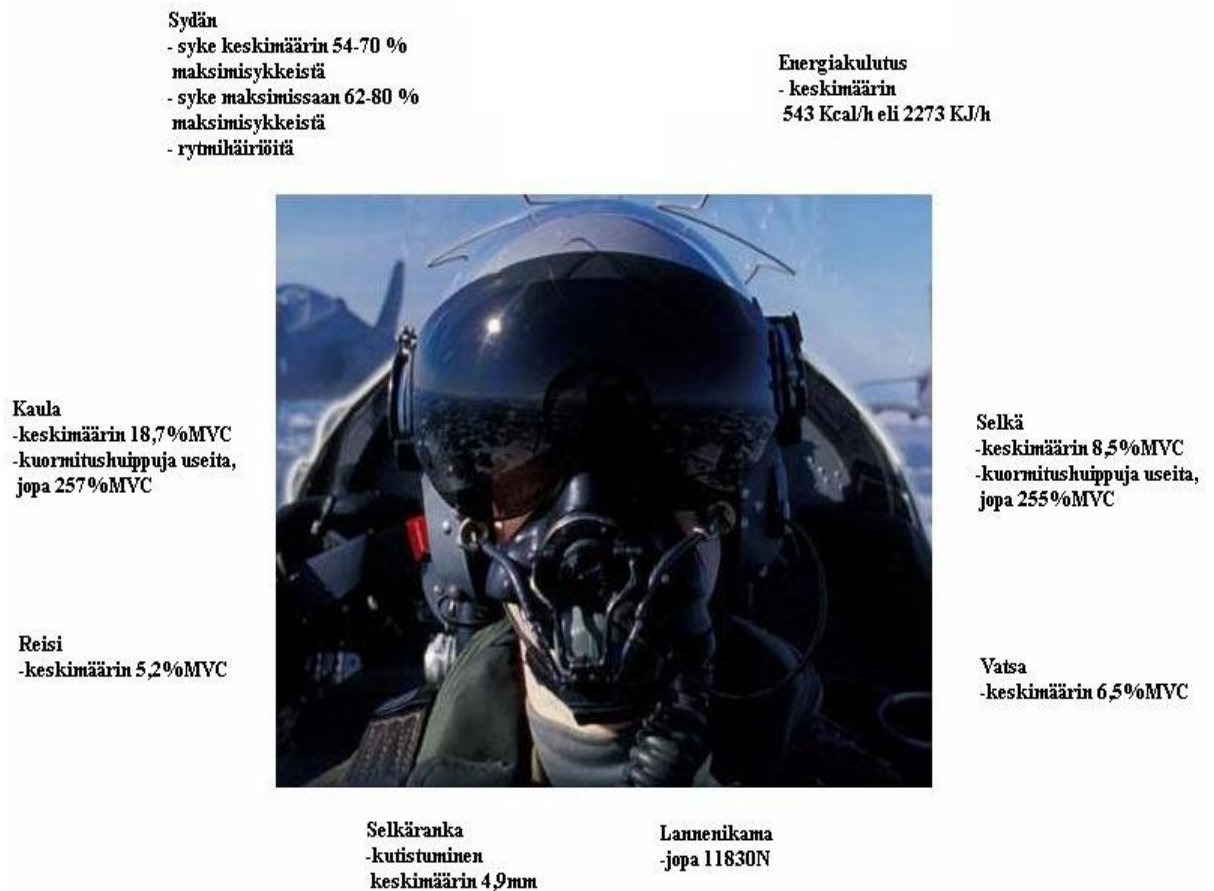 Sydän
- syke keskimäärin 54-70 %
maksimisykkeistä
- syke maksimissaan 62-80 %
maksimisykkeistä
- rytmihäiriöitä
Energiakulutus
- keskimäärin
543 Kcal/h eli 2273 KJ/h
Kaula
-keskimäärin 18,7%MVC
-kuormitushuippuja useita,
jopa 257%MVC
Selkä
-keskimäärin 8,5%MVC
-kuormitushuippuja useita,
jopa 255%MVC
Reisi
-keskimäärin 5,2%MVC
Vatsa
-keskimäärin 6,5%MVC
Selkäranka
-kutistuminen
keskimäärin 4,9mm
Lannenikama
-jopa 11830N